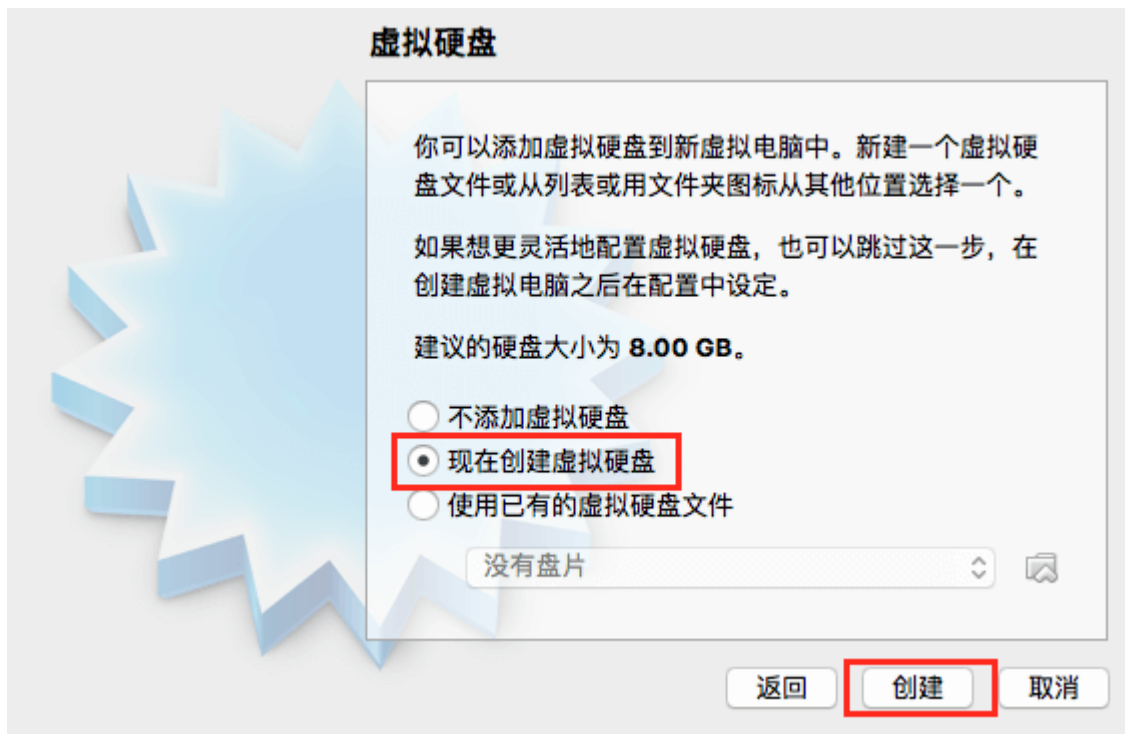 虚拟硬盘
你可以添加虚拟硬盘到新虚拟电脑中。新建一个虚拟硬
盘文件或从列表或用文件夹图标从其他位置选择一个。
如果想更灵活地配置虚拟硬盘，也可以跳过这一步，在
创建虚拟电脑之后在配置中设定。
建议的硬盘大小为 8.00 GB。
不添加虚拟硬盘
现在创建虚拟硬盘
使用已有的虚拟硬盘文件
没有盘片
返回 创建 取消